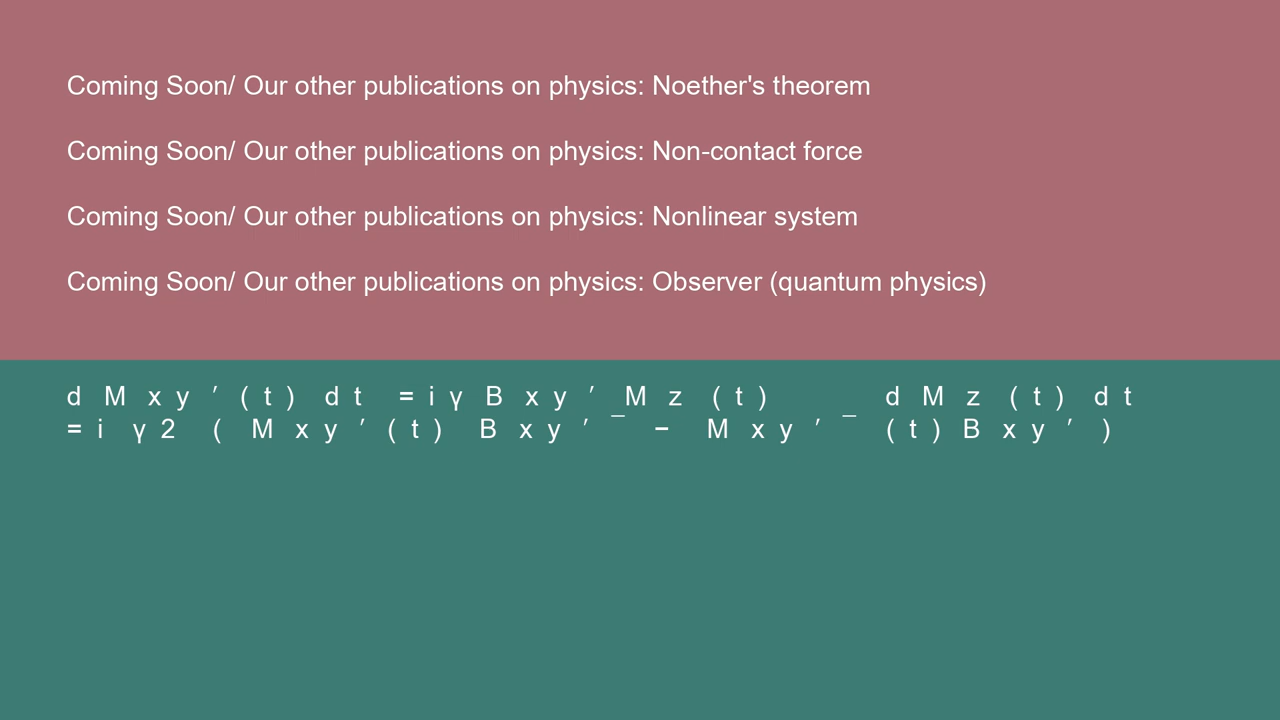 Coming Soon/ Our other publications on physics: Noether's theorem
Coming Soon/ Our other publications on physics: Non-contact force
Coming Soon/ Our other publications on physics: Nonlinear system
Coming Soon/ Our other publications on physics: Observer (quantum physics)
d M x y ′ ( t ) d t = i γ B x y ′ M z ( t ) d M z ( t ) d t
= i γ 2 ( M x y ′ ( t ) B x y ′ ¯ − M x y ′ ¯ ( t ) B x y ′ )